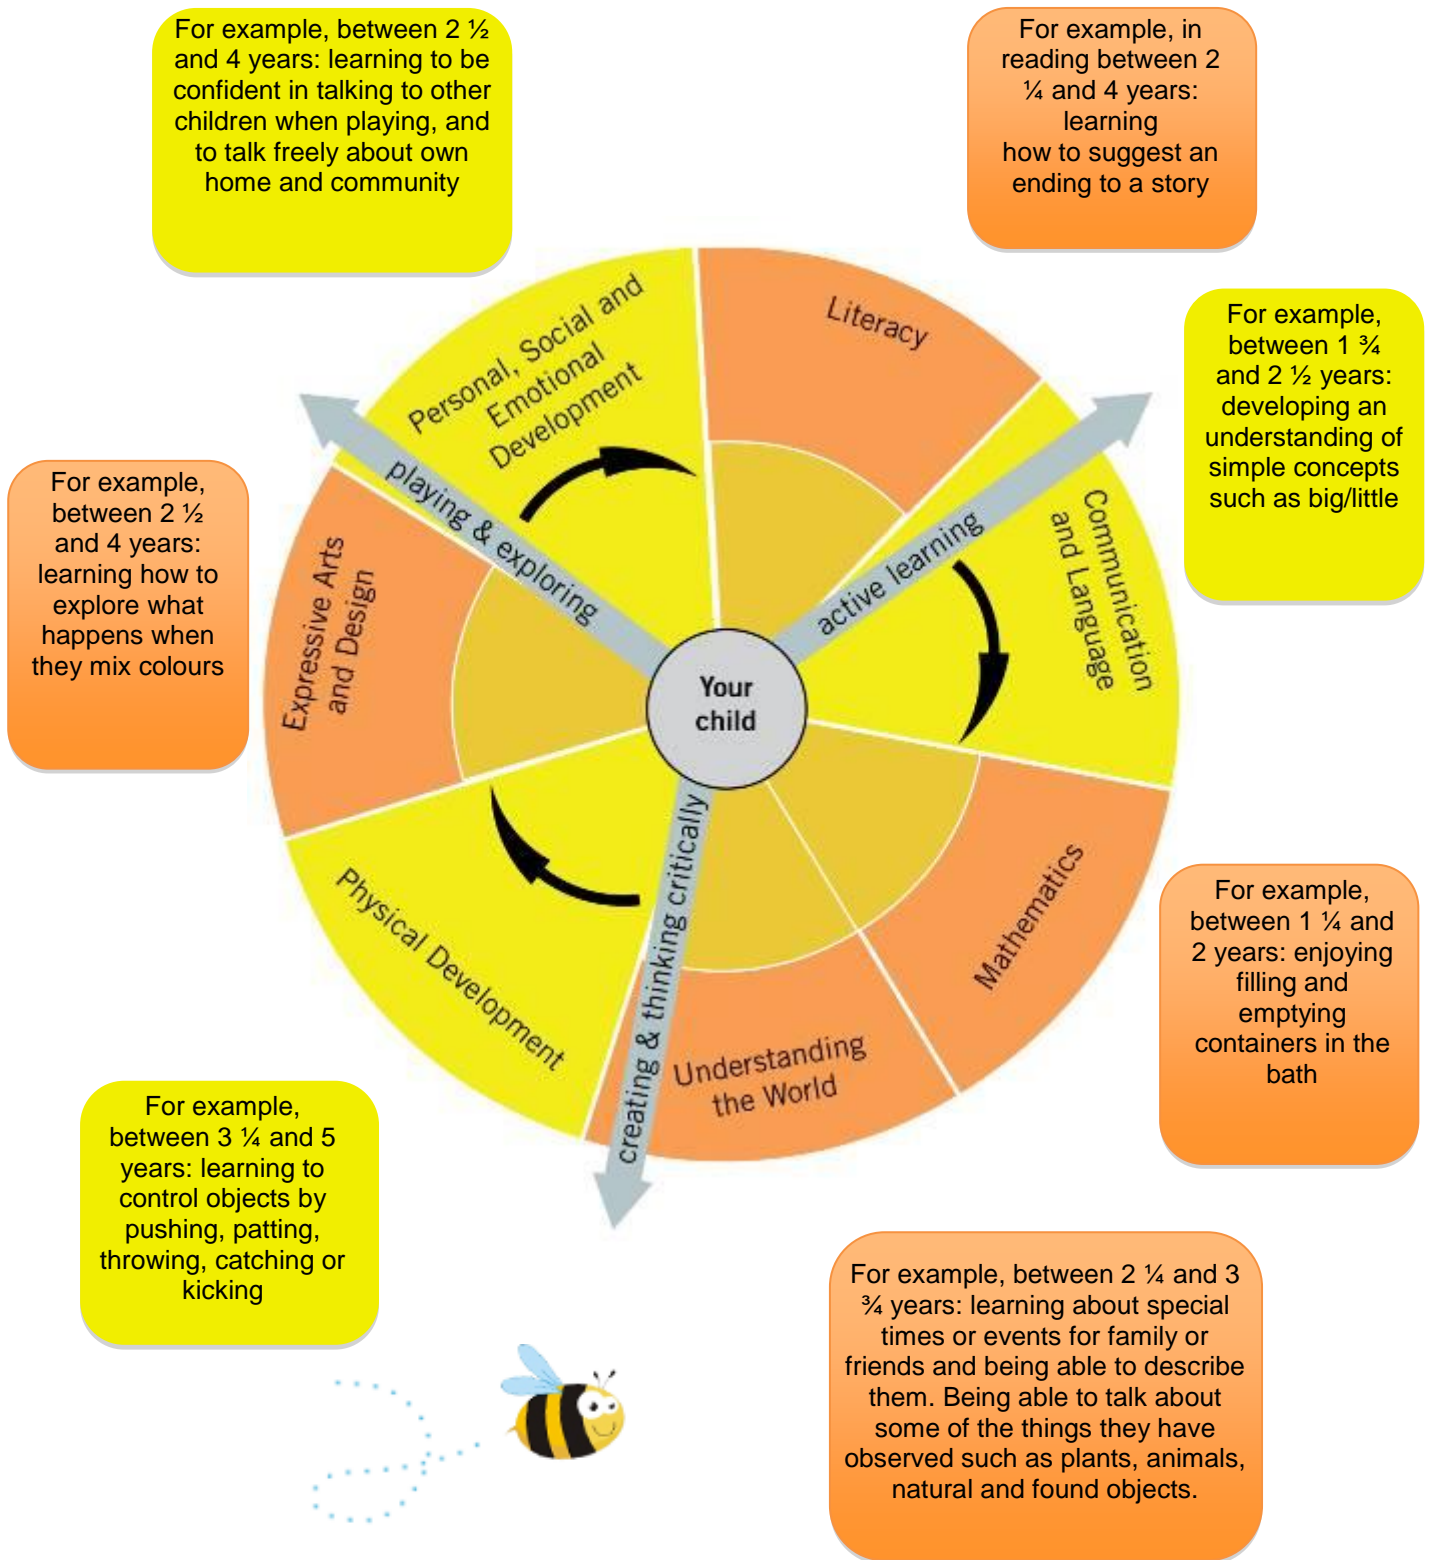 For example, between 2 ½
and 4 years: learning to be
confident in talking to other
children when playing, and
to talk freely about own
home and community
For example, in
reading between 2
¼ and 4 years:
learning
how to suggest an
ending to a story
For example,
between 1 ¾
and 2 ½ years:
developing an
understanding of
simple concepts
such as big/little
For example,
between 2 ½
and 4 years:
learning how to
explore what
happens when
they mix colours
Personal, Social and
Emotional
Development
Literacy
Communication
and Language
Mathematics
Understanding
the World
Physical Development
Expressive Arts
and Design
playing & exploring
active learning
creating & thinking critically
Your
child
For example,
between 1 ¼ and
2 years: enjoying
filling and
emptying
containers in the
bath
For example,
between 3 ¼ and 5
years: learning to
control objects by
pushing, patting,
throwing, catching or
kicking
For example, between 2 ¼ and 3
¾ years: learning about special
times or events for family or
friends and being able to describe
them. Being able to talk about
some of the things they have
observed such as plants, animals,
natural and found objects.